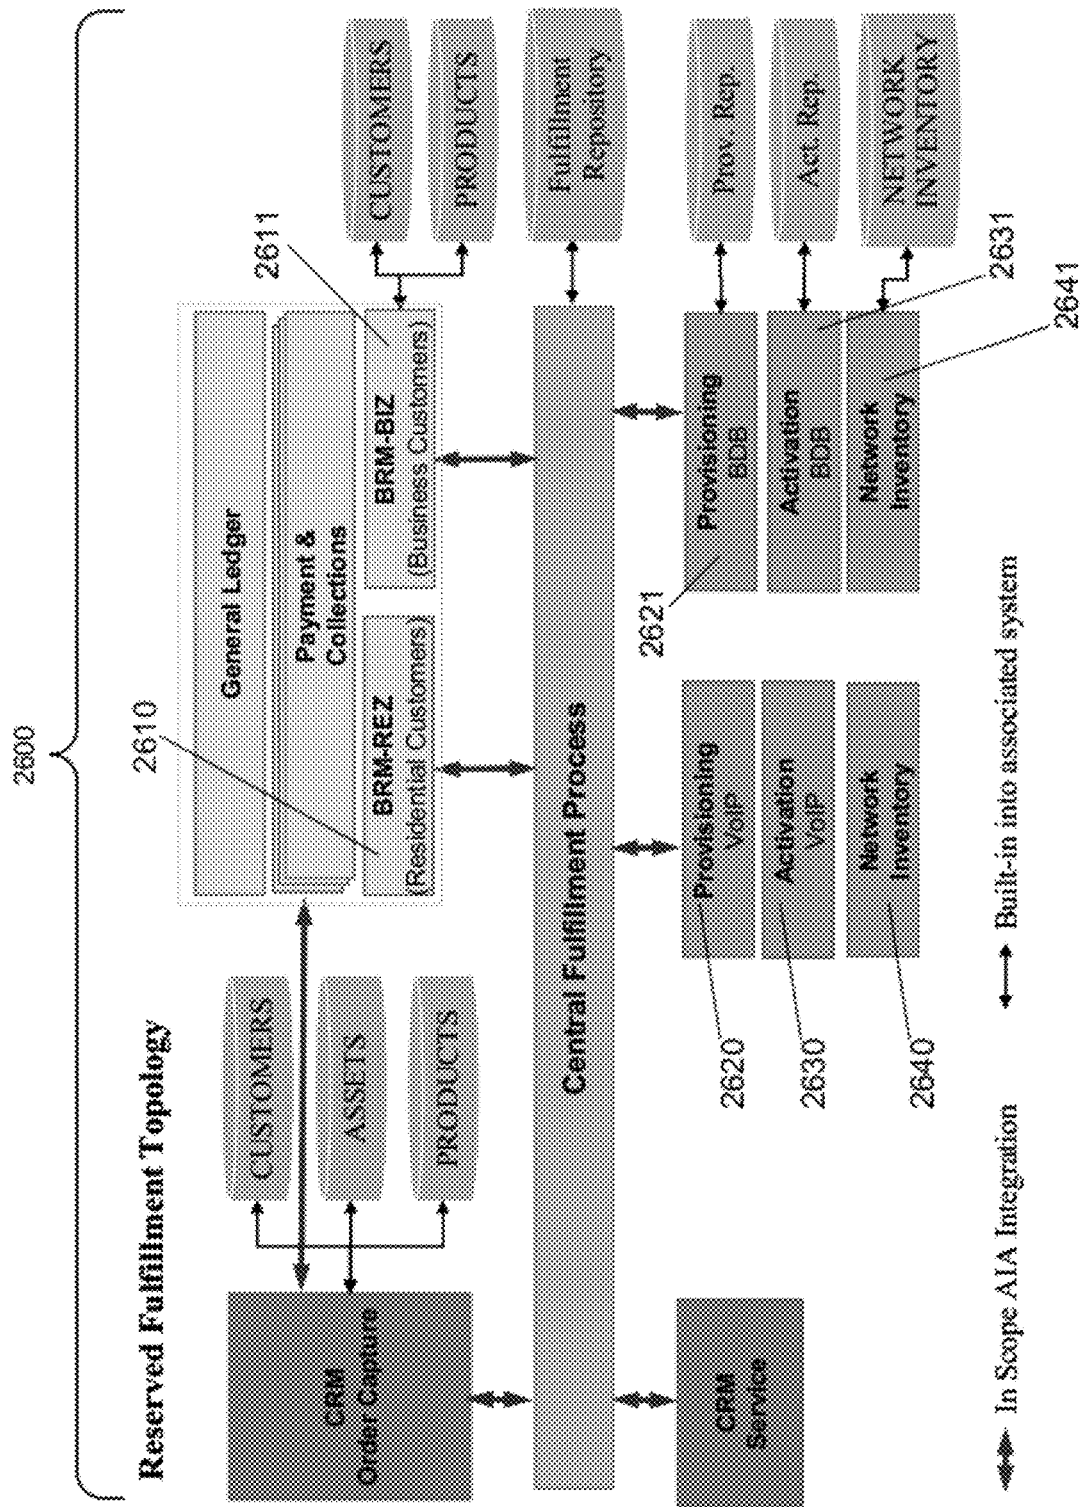 2600
Reserved Fulfillment Topology
2610
2611
General Ledger
Payment &
Collections
BRM-REZ
(Residential Customers)
BRM-BIZ
(Business Customers)
CUSTOMERS
PRODUCTS
CUSTOMERS
ASSETS
PRODUCTS
CRM
Order Capture
Central Fulfillment Process
Fulfillment
Repository
CRM
Service
2620
2630
2640
Provisioning
VoIP
Activation
VoIP
Network
Inventory
2621
Provisioning
BDB
Activation
BDB
Network
Inventory
Prov. Rep.
Act. Rep.
NETWORK
INVENTORY
2631
2641
In Scope AIA Integration
Built-in into associated system